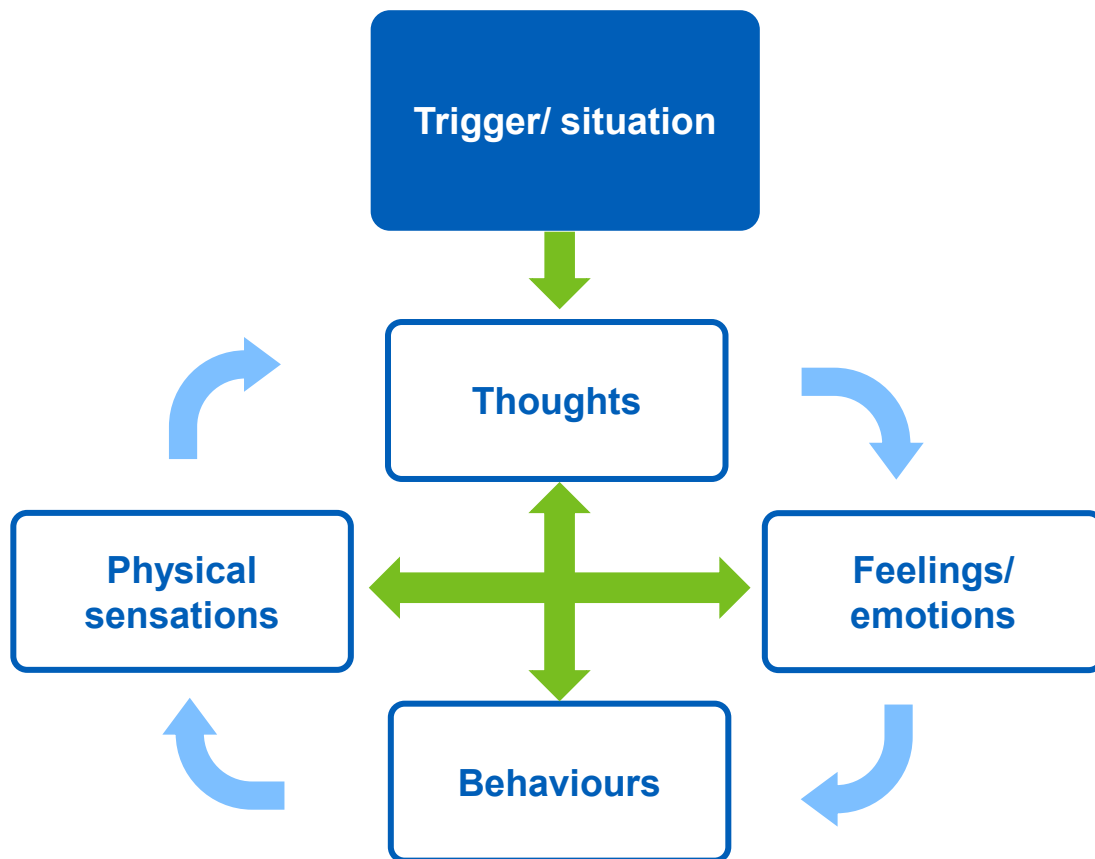 Trigger/ situation
Thoughts
Physical
sensations
Feelings/
emotions
Behaviours